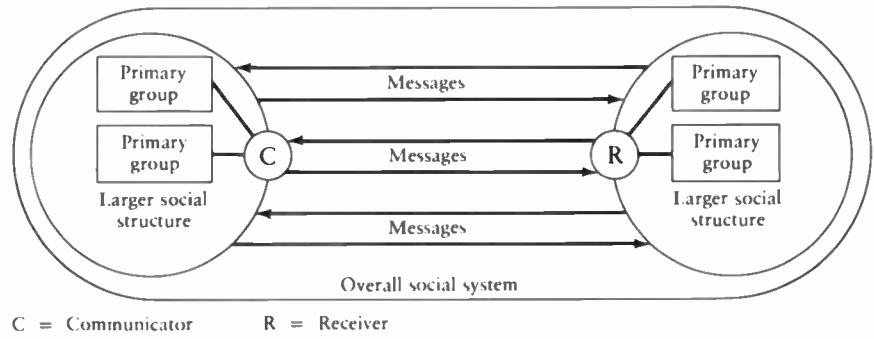 Primary
group
Primary
group
Larger social
structure
C
Messages
Messages
Messages
R
Primary
group
Primary
group
Larger social
structure
Overall social system
C = Communicator R = Receiver